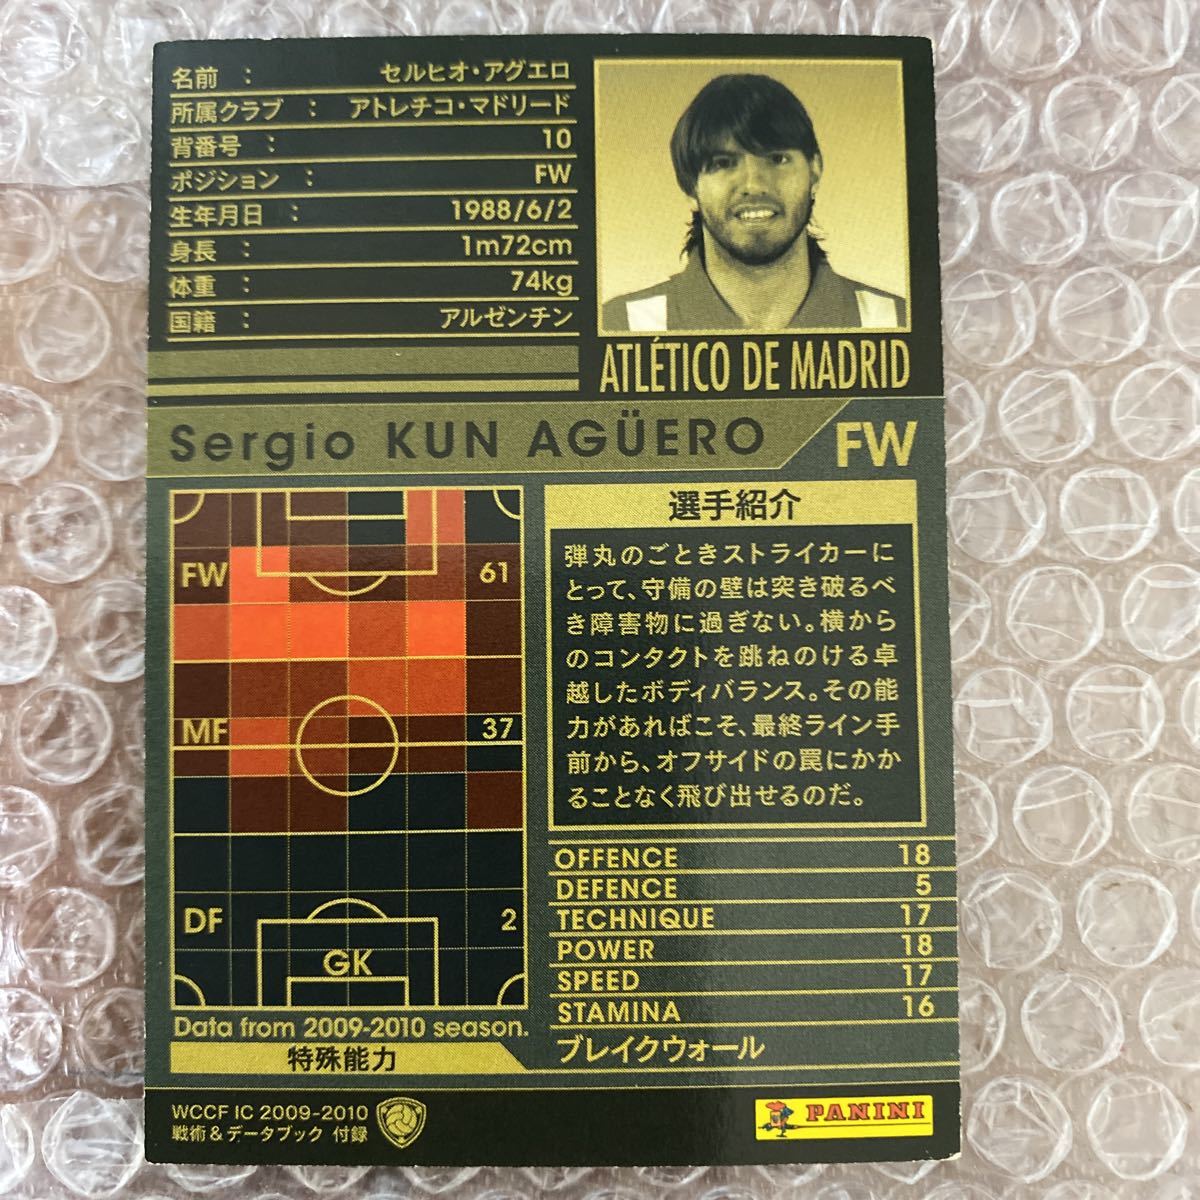 名前 : セルヒオ・アグエロ
所属クラブ : アトレチコ・マドリード
背番号 : 10
ポジション : FW
生年月日 : 1988/6/2
身長 : 1m72cm
体重 : 74kg
国籍 : アルゼンチン
ATLÉTICO DE MADRID
Sergio KUN AGÜERO
FW
FW 61
MF 37
DF 2
GK
Data from 2009-2010 season.
選手紹介
弾丸のごときストライカーに
とって、守備の壁は突き破るべ
き障害物に過ぎない。横から
のコンタクトを跳ねのける卓
越したボディバランス。その能
力があればこそ、最終ライン手
前から、オフサイドの罠にかか
ることなく飛び出せるのだ。
OFFENCE 18
DEFENCE 5
TECHNIQUE 17
POWER 18
SPEED 17
STAMINA 16
特殊能力
ブレイクウォール
WCCF IC 2009-2010
戦術&データブック 付録
PANINI